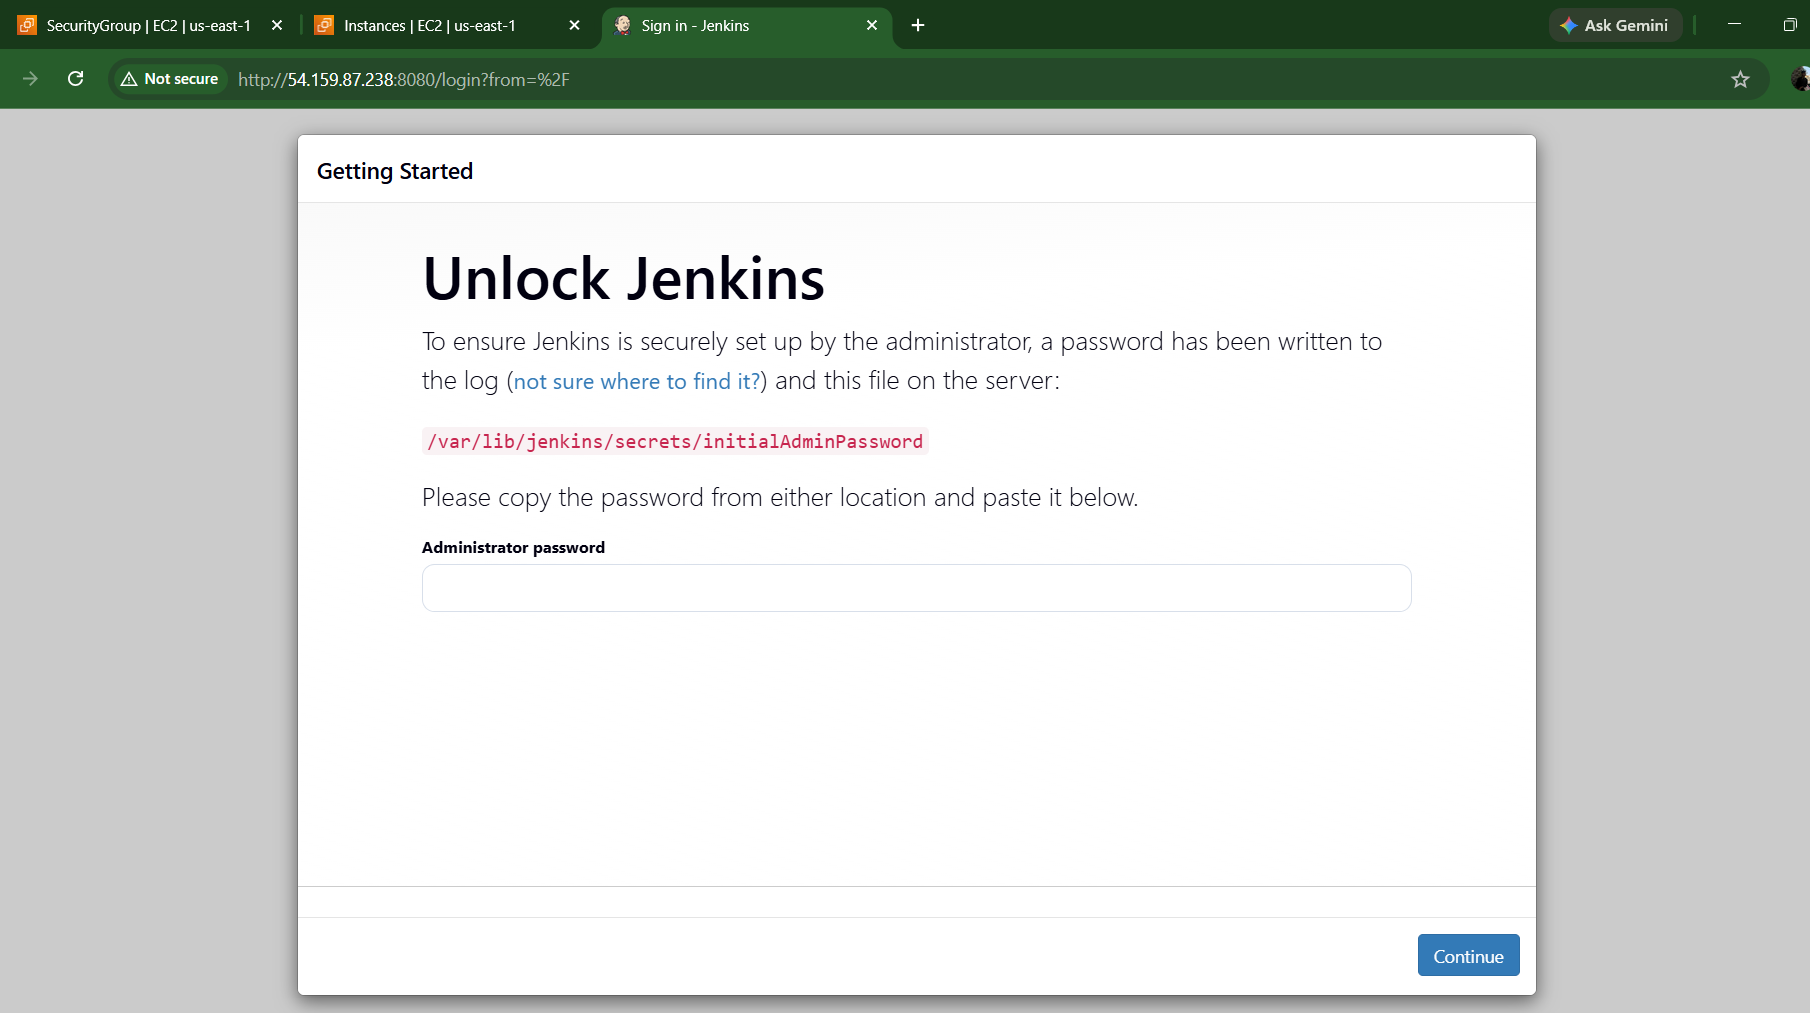 SecurityGroup | EC2 | us-east-1
Instances | EC2 | us-east-1
Sign in - Jenkins
Ask Gemini
Not secure
http://54.159.87.238:8080/login?from=%2F
Getting Started
Unlock Jenkins
To ensure Jenkins is securely set up by the administrator, a password has been written to
the log (not sure where to find it?) and this file on the server:
/var/lib/jenkins/secrets/initialAdminPassword
Please copy the password from either location and paste it below.
Administrator password
Continue